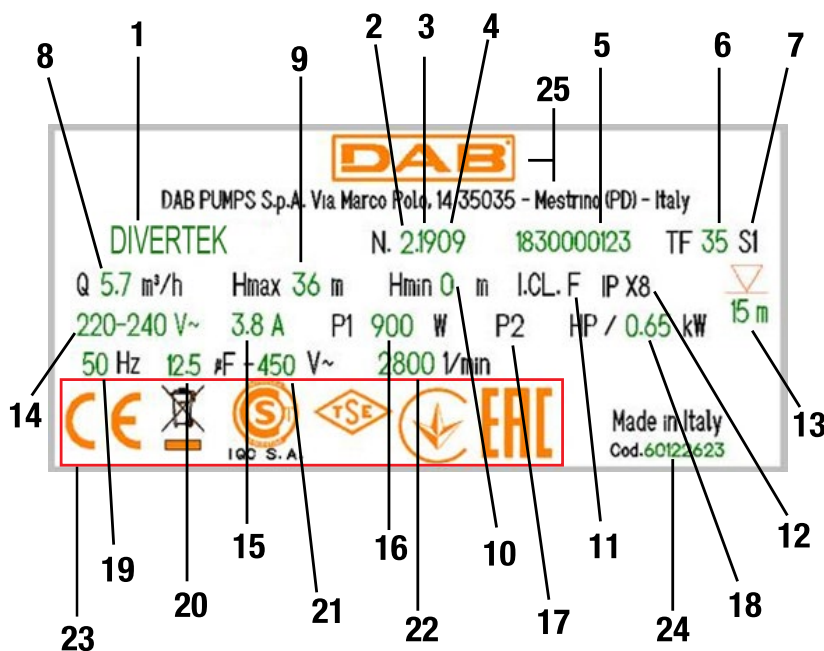 1 2 3 4 5 6 7
8 9 25
DAB
DAB PUMPS S.p.A. Via Marco Polo, 14 35035 - Mestrino (PD) - Italy
DIVERTEK N. 2.1909 1830000123 TF 35 S1
Q 5.7 m³/h Hmax 36 m Hmin 0 m I.CL. F IP X8
220-240 V~ 3.8 A P1 900 W P2 HP / 0.65 kW 15 m
50 Hz 12.5 µF - 450 V~ 2800 1/min
CE S T TSE EAC
IQC S.A.
Made in Italy
Cod.60122623
14 13
19 15 16 10 11 12
20 21 22 17 18
23 24